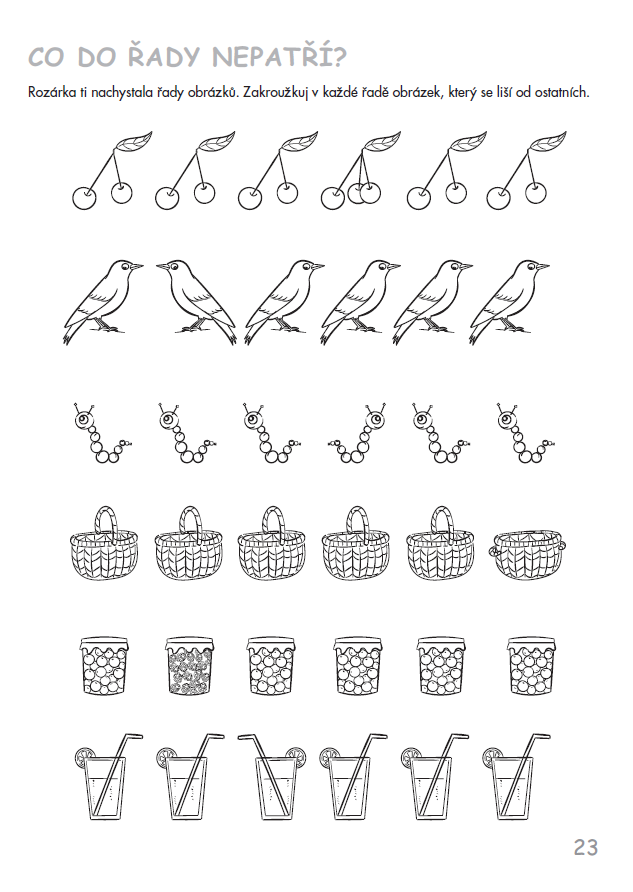 CO DO ŘADY NEPATŘÍ?
Rozárka ti nachystala řady obrázků. Zakroužkuj v každé řadě obrázek, který se liší od ostatních.
23